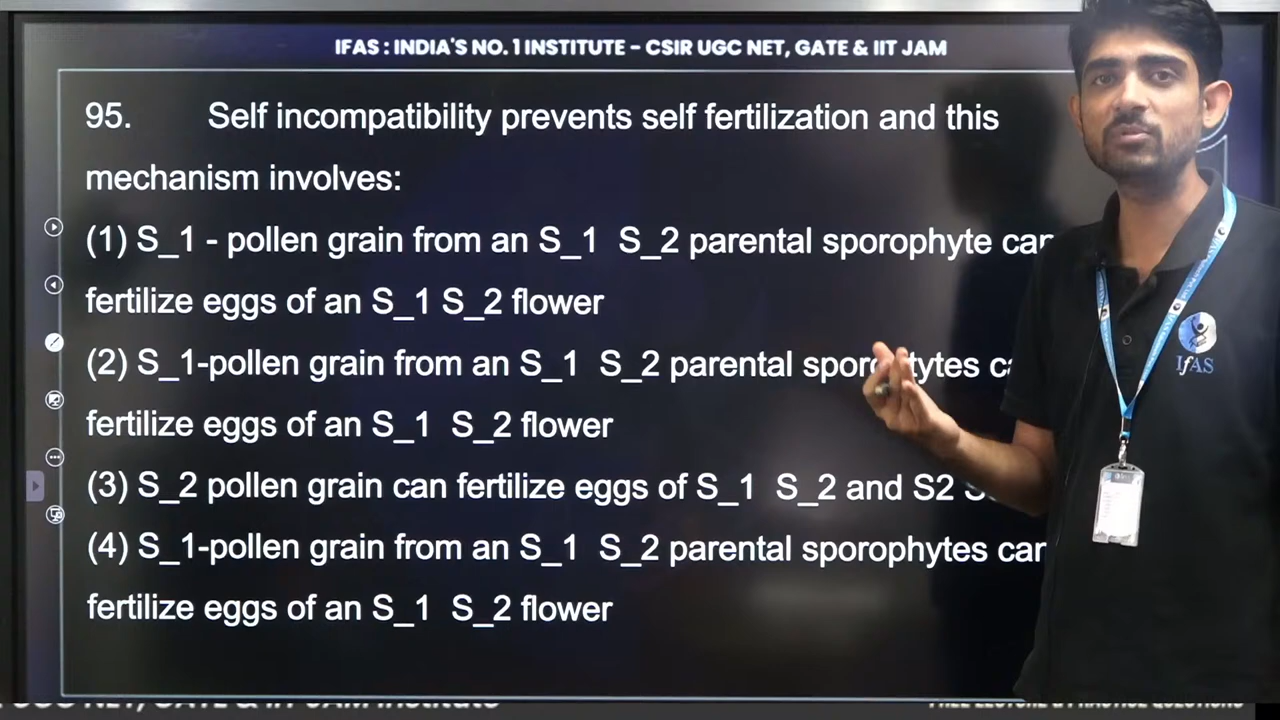 IFAS : INDIA'S NO. 1 INSTITUTE - CSIR UGC NET, GATE & IIT JAM
95. Self incompatibility prevents self fertilization and this
mechanism involves:
(1) S_1 - pollen grain from an S_1 S_2 parental sporophyte can
fertilize eggs of an S_1 S_2 flower
(2) S_1-pollen grain from an S_1 S_2 parental
fertilize eggs of an S_1 S_2 flower
(3) S_2 pollen grain can fertilize eggs of S_1 S_2 and S2
(4) S_1-pollen grain from an S_1 S_2 parental sporophytes can
fertilize eggs of an S_1 S_2 flower
IFAS